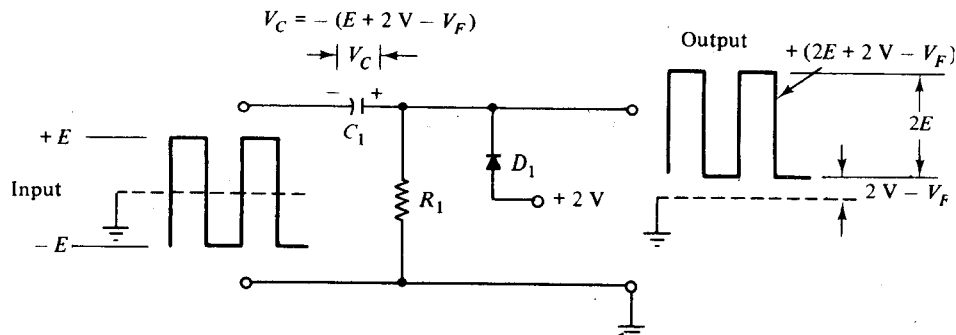 V_C = − (E + 2 V − V_F)
V_C
Output
+ (2E + 2 V − V_F)
− +
C_1
+ E
2E
D_1
Input
+ 2 V
R_1
2 V − V_F
− E